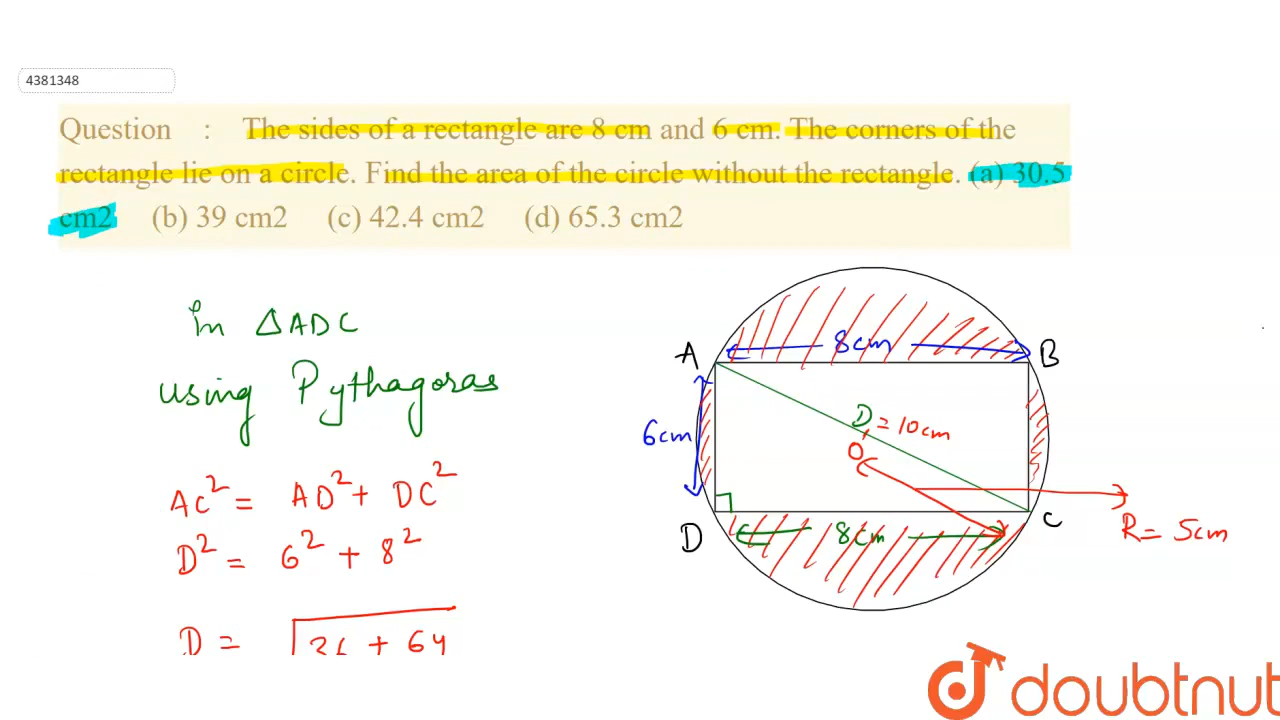 4381348
Question : The sides of a rectangle are 8 cm and 6 cm. The corners of the
rectangle lie on a circle. Find the area of the circle without the rectangle. (a) 30.5
cm2 (b) 39 cm2 (c) 42.4 cm2 (d) 65.3 cm2
In ΔADC
using Pythagoras
AC² = AD² + DC²
D² = 6² + 8²
D = √36 + 64
A
8cm
B
6cm
D = 10cm
O
D
8cm
C
R = 5cm
doubtnut